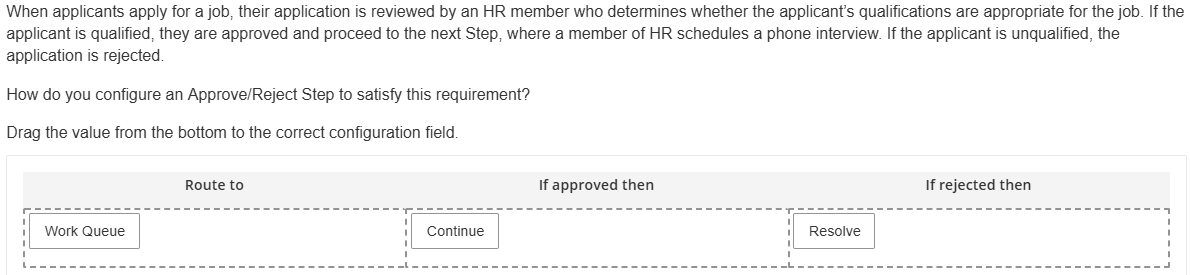 When applicants apply for a job, their application is reviewed by an HR member who determines whether the applicant's qualifications are appropriate for the job. If the
applicant is qualified, they are approved and proceed to the next Step, where a member of HR schedules a phone interview. If the applicant is unqualified, the
application is rejected.
How do you configure an Approve/Reject Step to satisfy this requirement?
Drag the value from the bottom to the correct configuration field.
Route to If approved then If rejected then
Work Queue Continue Resolve